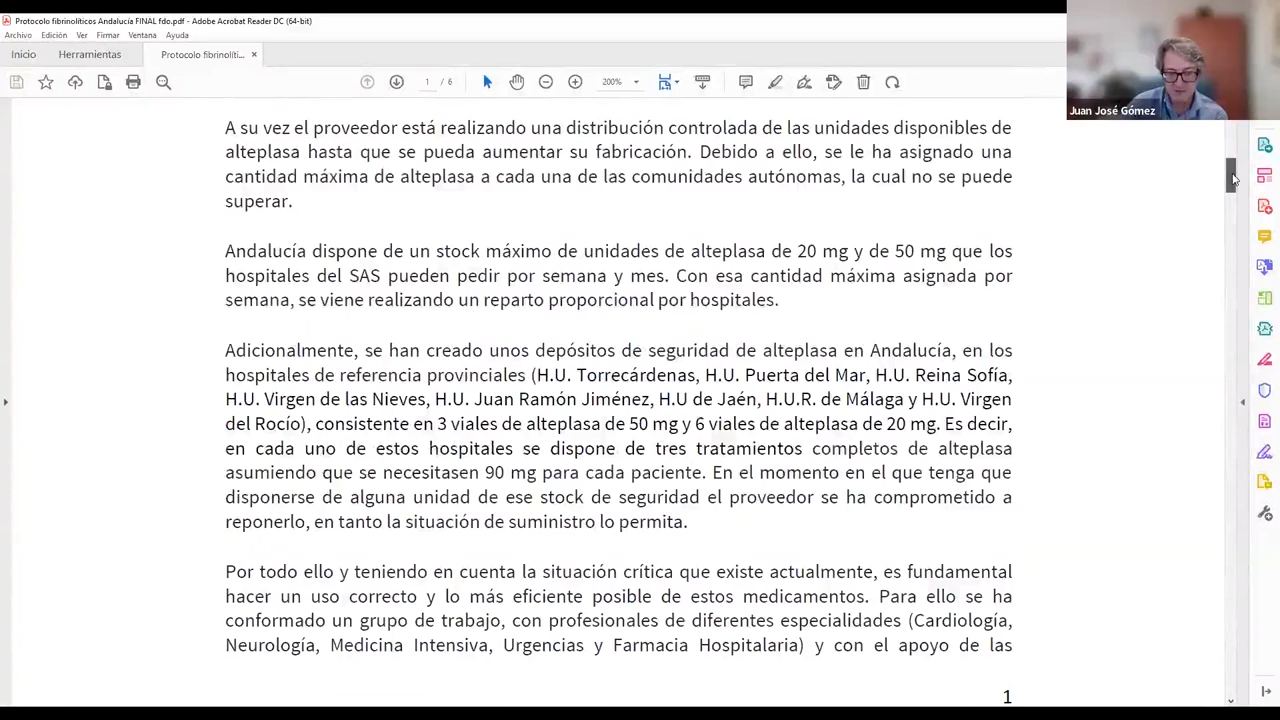 Protocolo fibrinolíticos Andalucía FINAL fdo.pdf - Adobe Acrobat Reader DC (64-bit)
Archivo Edición Ver Firmar Ventana Ayuda
Inicio Herramientas Protocolo fibrinolíti... ×
1 / 6 200%
Juan José Gómez
A su vez el proveedor está realizando una distribución controlada de las unidades disponibles de
alteplasa hasta que se pueda aumentar su fabricación. Debido a ello, se le ha asignado una
cantidad máxima de alteplasa a cada una de las comunidades autónomas, la cual no se puede
superar.
Andalucía dispone de un stock máximo de unidades de alteplasa de 20 mg y de 50 mg que los
hospitales del SAS pueden pedir por semana y mes. Con esa cantidad máxima asignada por
semana, se viene realizando un reparto proporcional por hospitales.
Adicionalmente, se han creado unos depósitos de seguridad de alteplasa en Andalucía, en los
hospitales de referencia provinciales (H.U. Torrecárdenas, H.U. Puerta del Mar, H.U. Reina Sofía,
H.U. Virgen de las Nieves, H.U. Juan Ramón Jiménez, H.U de Jaén, H.U.R. de Málaga y H.U. Virgen
del Rocío), consistente en 3 viales de alteplasa de 50 mg y 6 viales de alteplasa de 20 mg. Es decir,
en cada uno de estos hospitales se dispone de tres tratamientos completos de alteplasa
asumiendo que se necesitasen 90 mg para cada paciente. En el momento en el que tenga que
disponerse de alguna unidad de ese stock de seguridad el proveedor se ha comprometido a
reponerlo, en tanto la situación de suministro lo permita.
Por todo ello y teniendo en cuenta la situación crítica que existe actualmente, es fundamental
hacer un uso correcto y lo más eficiente posible de estos medicamentos. Para ello se ha
conformado un grupo de trabajo, con profesionales de diferentes especialidades (Cardiología,
Neurología, Medicina Intensiva, Urgencias y Farmacia Hospitalaria) y con el apoyo de las
1